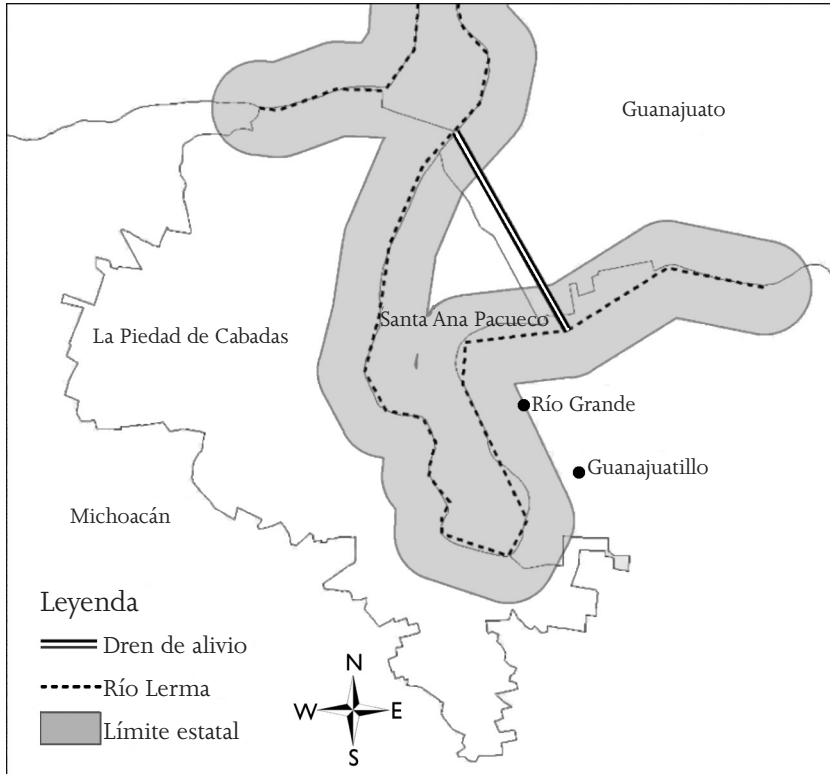 Guanajuato
Santa Ana Pacueco
La Piedad de Cabadas
Río Grande
Guanajuatillo
Michoacán
Leyenda
Dren de alivio
Río Lerma
Límite estatal
N
W E
S